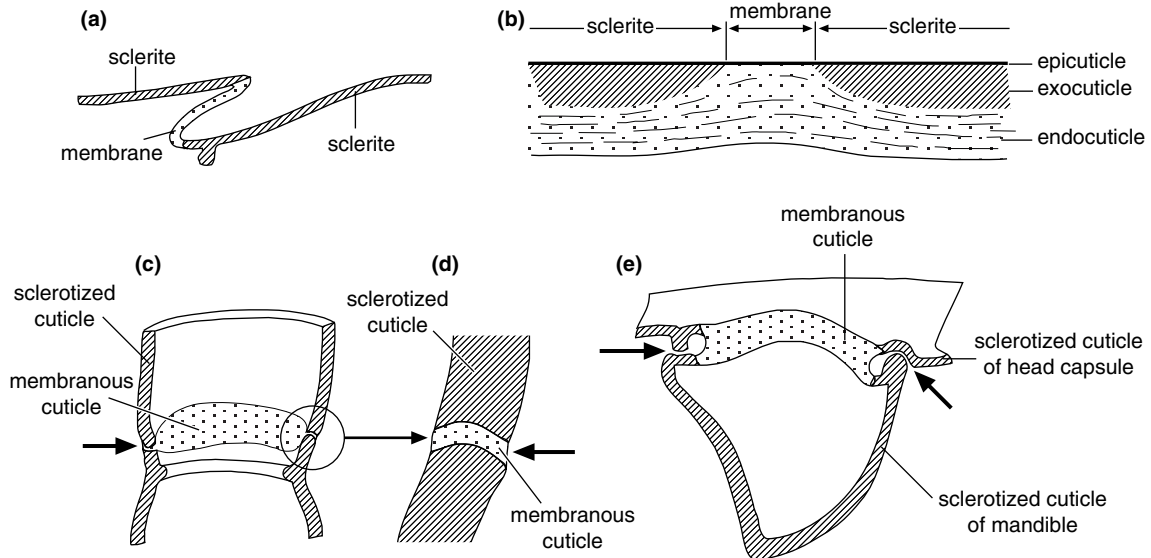 (a)
sclerite
membrane
sclerite
(b)
sclerite
membrane
sclerite
epicuticle
exocuticle
endocuticle
(c)
sclerotized
cuticle
membranous
cuticle
(d)
sclerotized
cuticle
membranous
cuticle
(e)
membranous
cuticle
sclerotized cuticle
of head capsule
sclerotized cuticle
of mandible